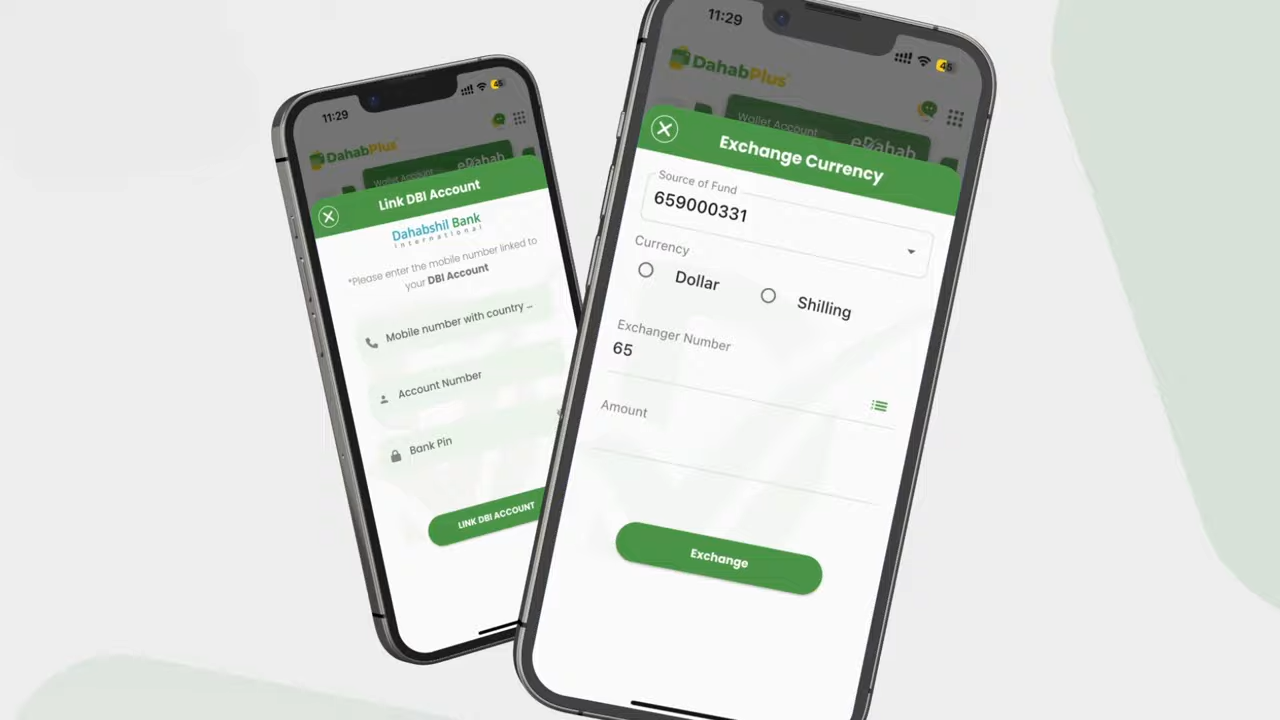 11:29
45
DahabPlus
Wallet Account
eDahab
Link DBI Account
Dahabshil Bank
international
*Please enter the mobile number linked to
your DBI Account
Mobile number with country ...
Account Number
Bank Pin
LINK DBI ACCOUNT
11:29
45
DahabPlus
Wallet Account
eDahab
Exchange Currency
Source of Fund
659000331
Currency
Dollar
Shilling
Exchanger Number
65
Amount
Exchange